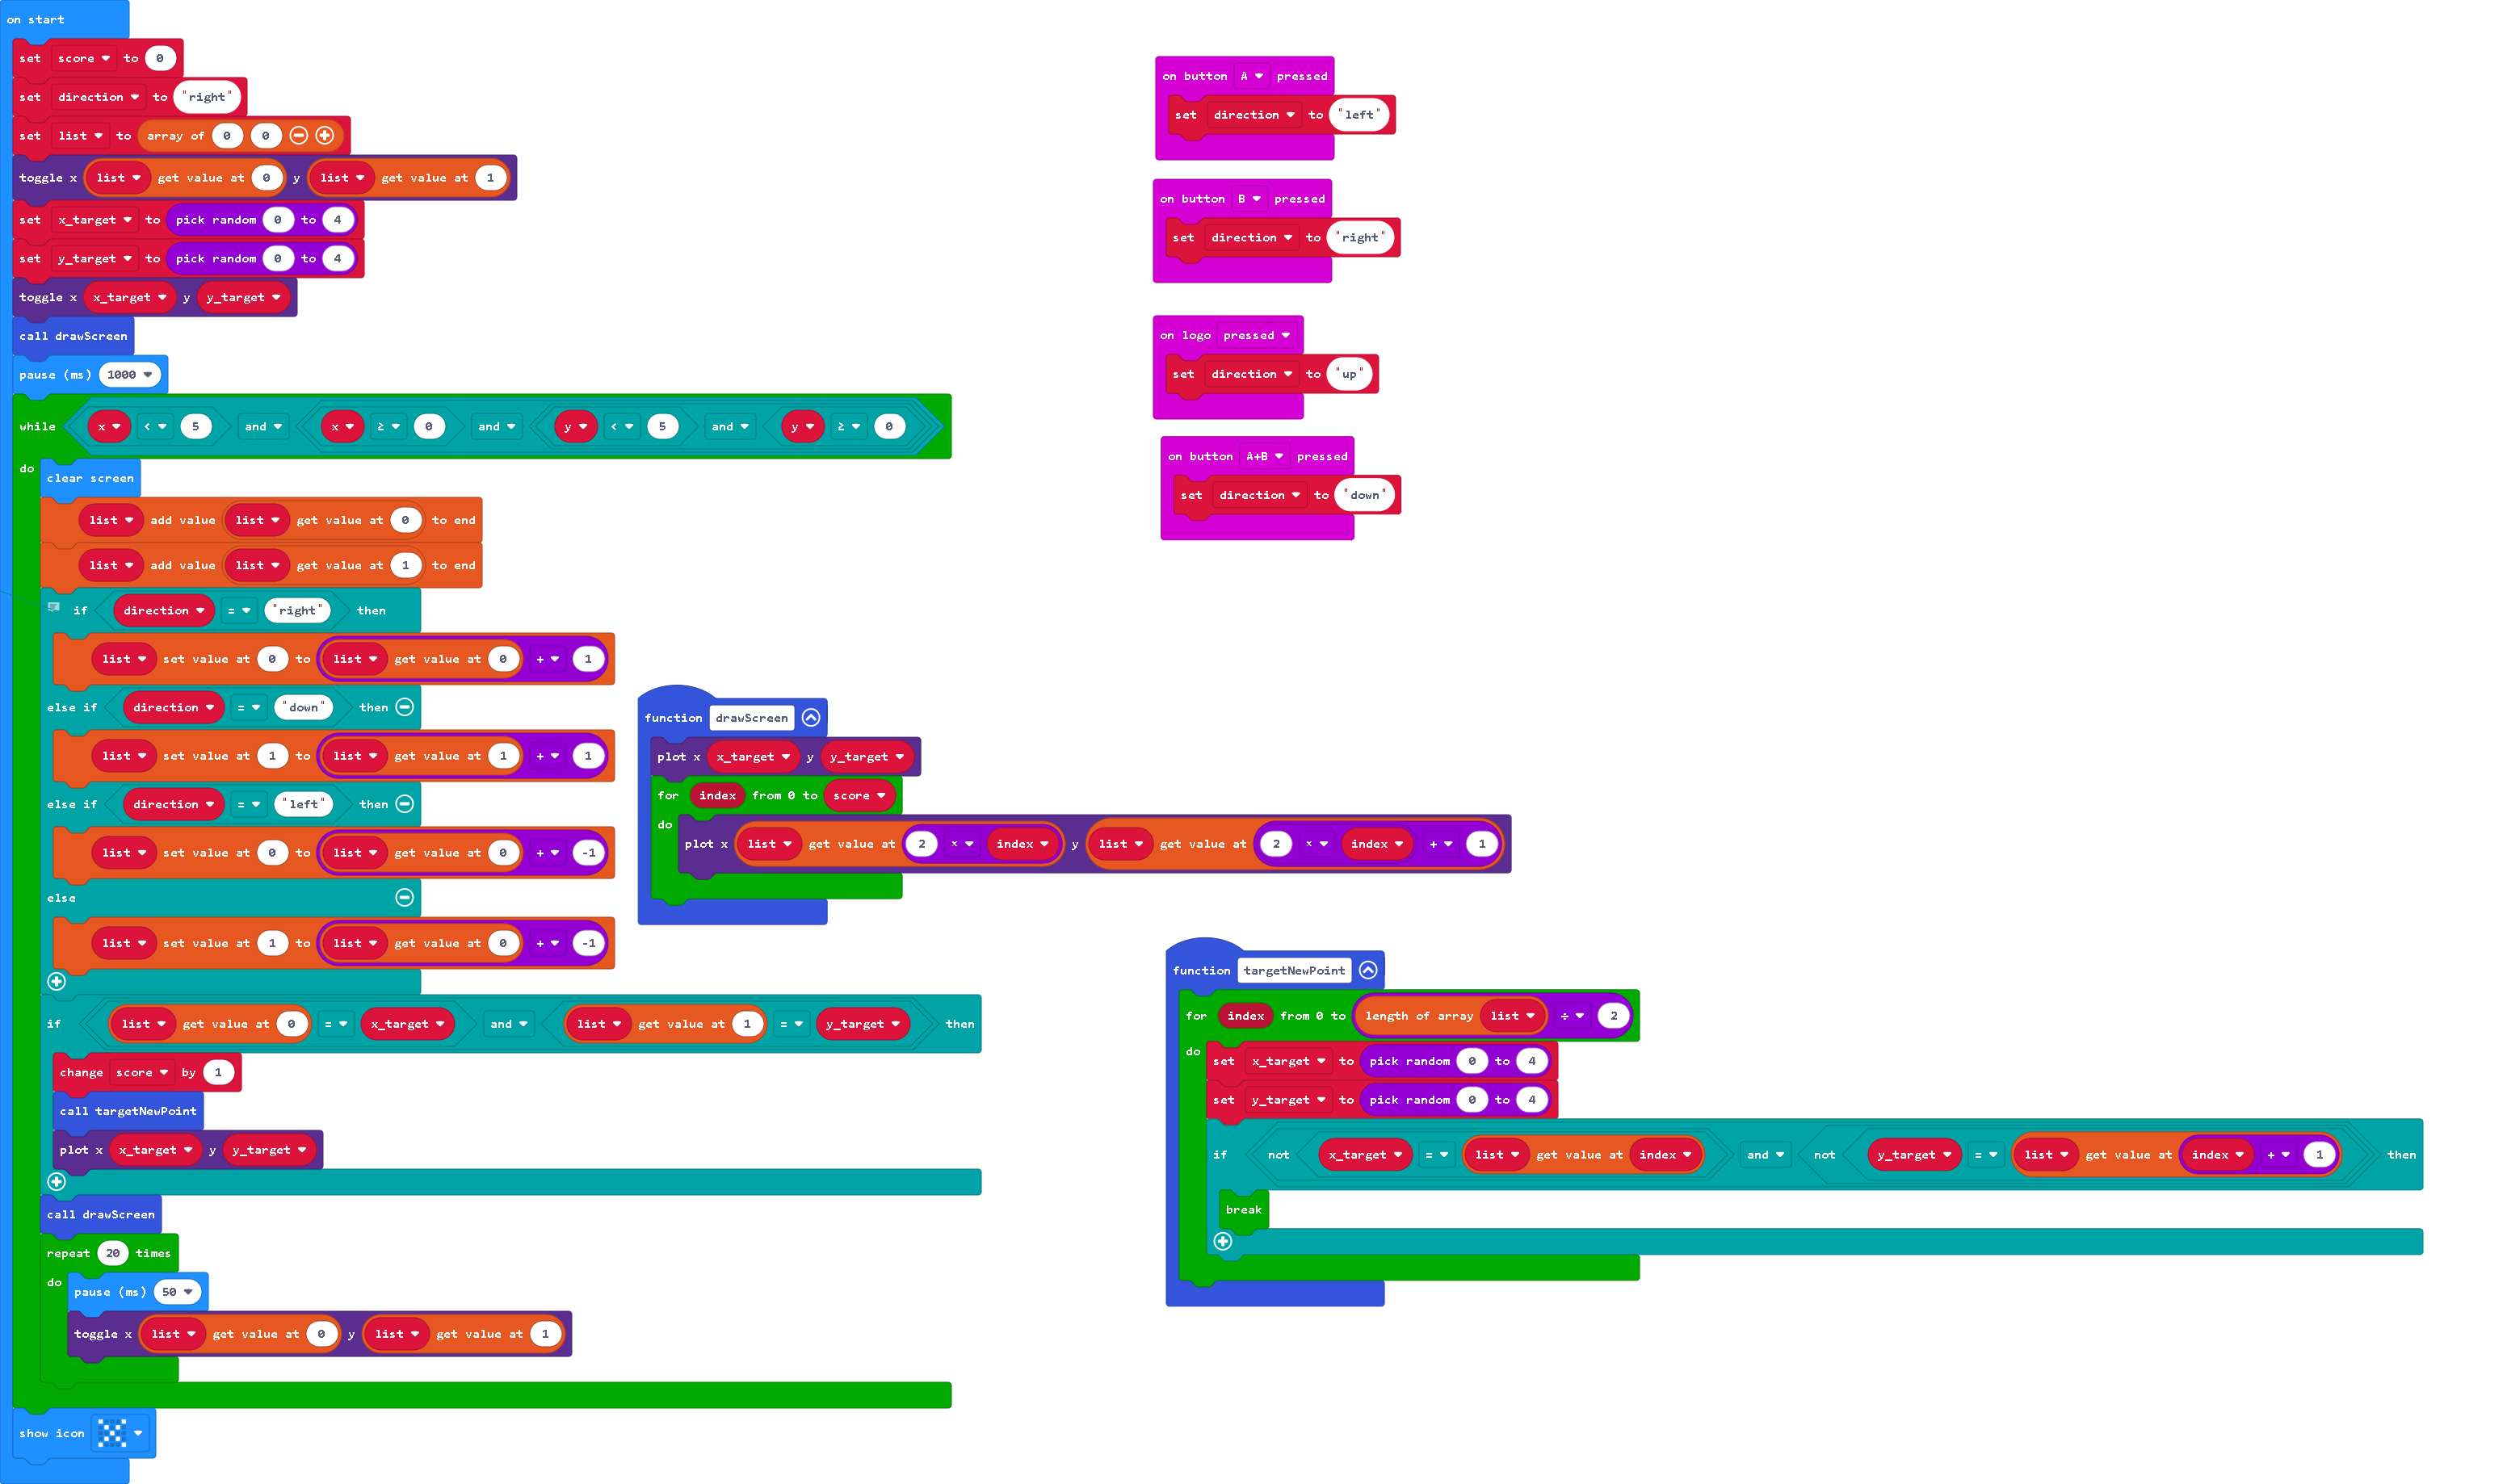 on start
set score to 0
set direction to "right"
set list to array of 0 0
toggle x list get value at 0 y list get value at 1
set x_target to pick random 0 to 4
set y_target to pick random 0 to 4
toggle x x_target y y_target
call drawScreen
pause (ms) 1000
while x < 5 and x ≥ 0 and y < 5 and y ≥ 0
do
clear screen
list add value list get value at 0 to end
list add value list get value at 1 to end
if direction = "right" then
list set value at 0 to list get value at 0 + 1
else if direction = "down" then
list set value at 1 to list get value at 1 + 1
else if direction = "left" then
list set value at 0 to list get value at 0 + -1
else
list set value at 1 to list get value at 0 + -1
if list get value at 0 = x_target and list get value at 1 = y_target then
change score by 1
call targetNewPoint
plot x x_target y y_target
call drawScreen
repeat 20 times
do
pause (ms) 50
toggle x list get value at 0 y list get value at 1
show icon
on button A pressed
set direction to "left"
on button B pressed
set direction to "right"
on logo pressed
set direction to "up"
on button A+B pressed
set direction to "down"
function drawScreen
plot x x_target y y_target
for index from 0 to score
do
plot x list get value at 2 × index y list get value at 2 × index + 1
function targetNewPoint
for index from 0 to length of array list ÷ 2
do
set x_target to pick random 0 to 4
set y_target to pick random 0 to 4
if not x_target = list get value at index and not y_target = list get value at index + 1 then
break